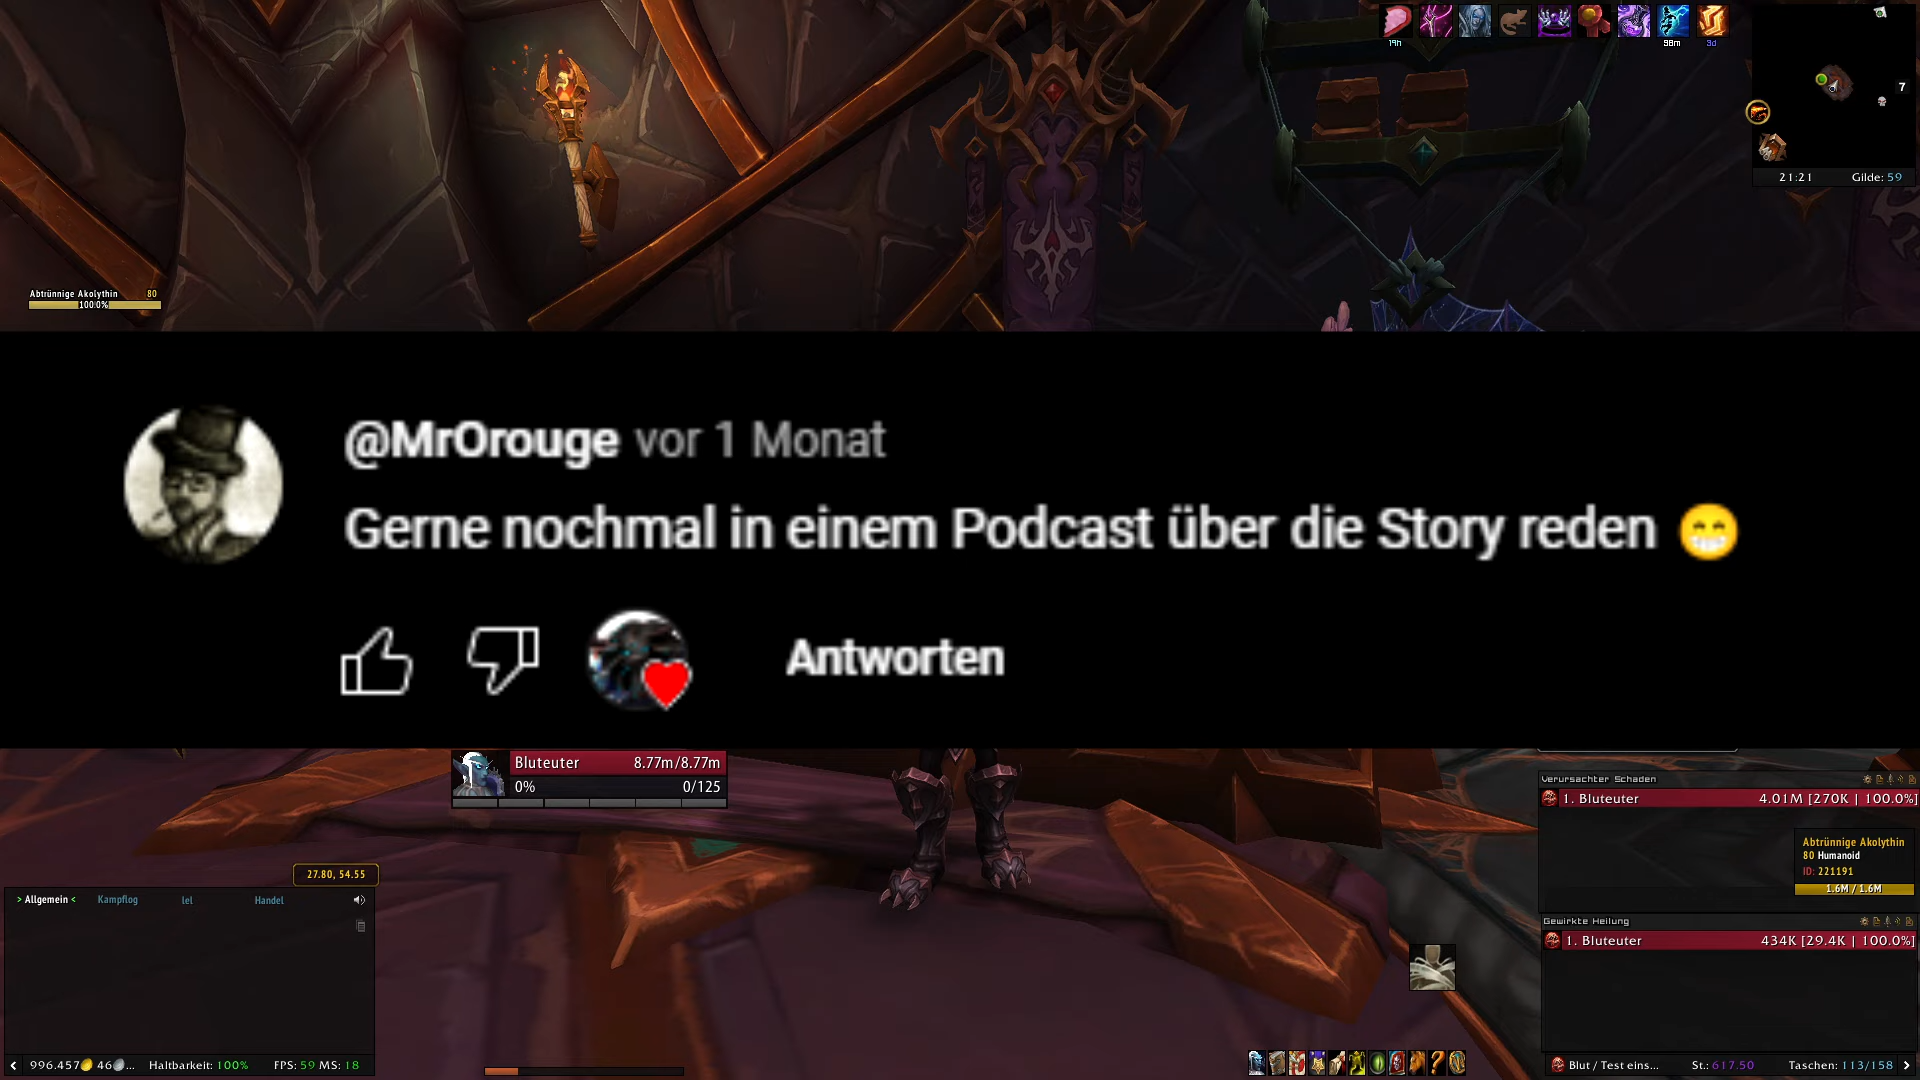 19h
98m
3d
7
21:21 Gilde: 59
Abtrünnige Akolythin 80
100.0%
@MrOrouge vor 1 Monat
Gerne nochmal in einem Podcast über die Story reden 😁
Antworten
Bluteuter 8.77m/8.77m
0% 0/125
Verursachter Schaden
1. Bluteuter 4.01M [270K | 100.0%]
Abtrünnige Akolythin
80 Humanoid
ID: 221191
1.6M / 1.6M
27.80, 54.55
> Allgemein < Kampflog lel Handel
Gewirkte Heilung
1. Bluteuter 434K [29.4K | 100.0%]
996.457 46 ... Haltbarkeit: 100% FPS: 59 MS: 18
Blut / Test eins... St.: 617.50 Taschen: 113/158